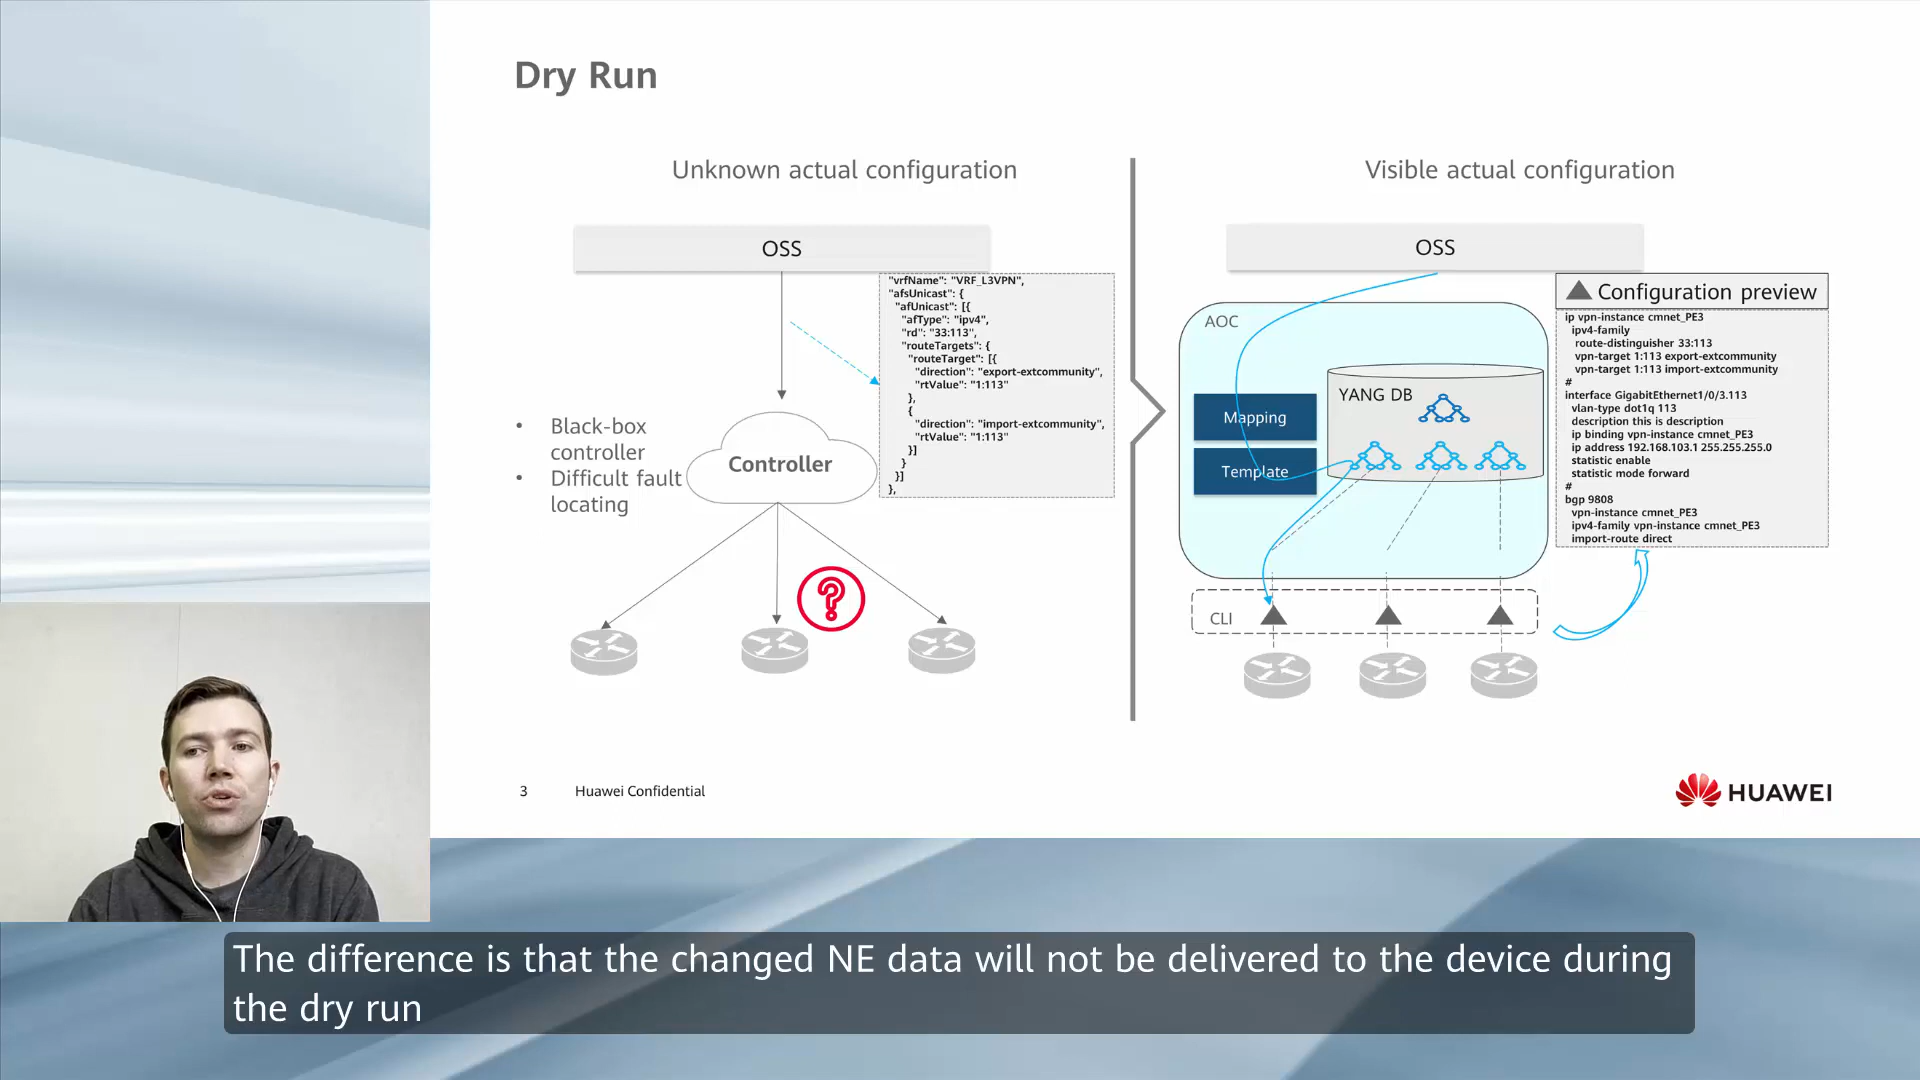 Dry Run
Unknown actual configuration
OSS
"vrfName": "VRF_L3VPN",
"afsUnicast": {
"afUnicast": [{
"afType": "ipv4",
"rd": "33:113",
"routeTargets": {
"routeTarget": [{
"direction": "export-extcommunity",
"rtValue": "1:113"
},
{
"direction": "import-extcommunity",
"rtValue": "1:113"
}]
}
}]
},
• Black-box
controller
• Difficult fault
locating
Controller
?
Visible actual configuration
OSS
AOC
Mapping
Template
YANG DB
CLI
Configuration preview
ip vpn-instance cmnet_PE3
ipv4-family
route-distinguisher 33:113
vpn-target 1:113 export-extcommunity
vpn-target 1:113 import-extcommunity
#
interface GigabitEthernet1/0/3.113
vlan-type dot1q 113
description this is description
ip binding vpn-instance cmnet_PE3
ip address 192.168.103.1 255.255.255.0
statistic enable
statistic mode forward
#
bgp 9808
vpn-instance cmnet_PE3
ipv4-family vpn-instance cmnet_PE3
import-route direct
3 Huawei Confidential
HUAWEI
The difference is that the changed NE data will not be delivered to the device during
the dry run